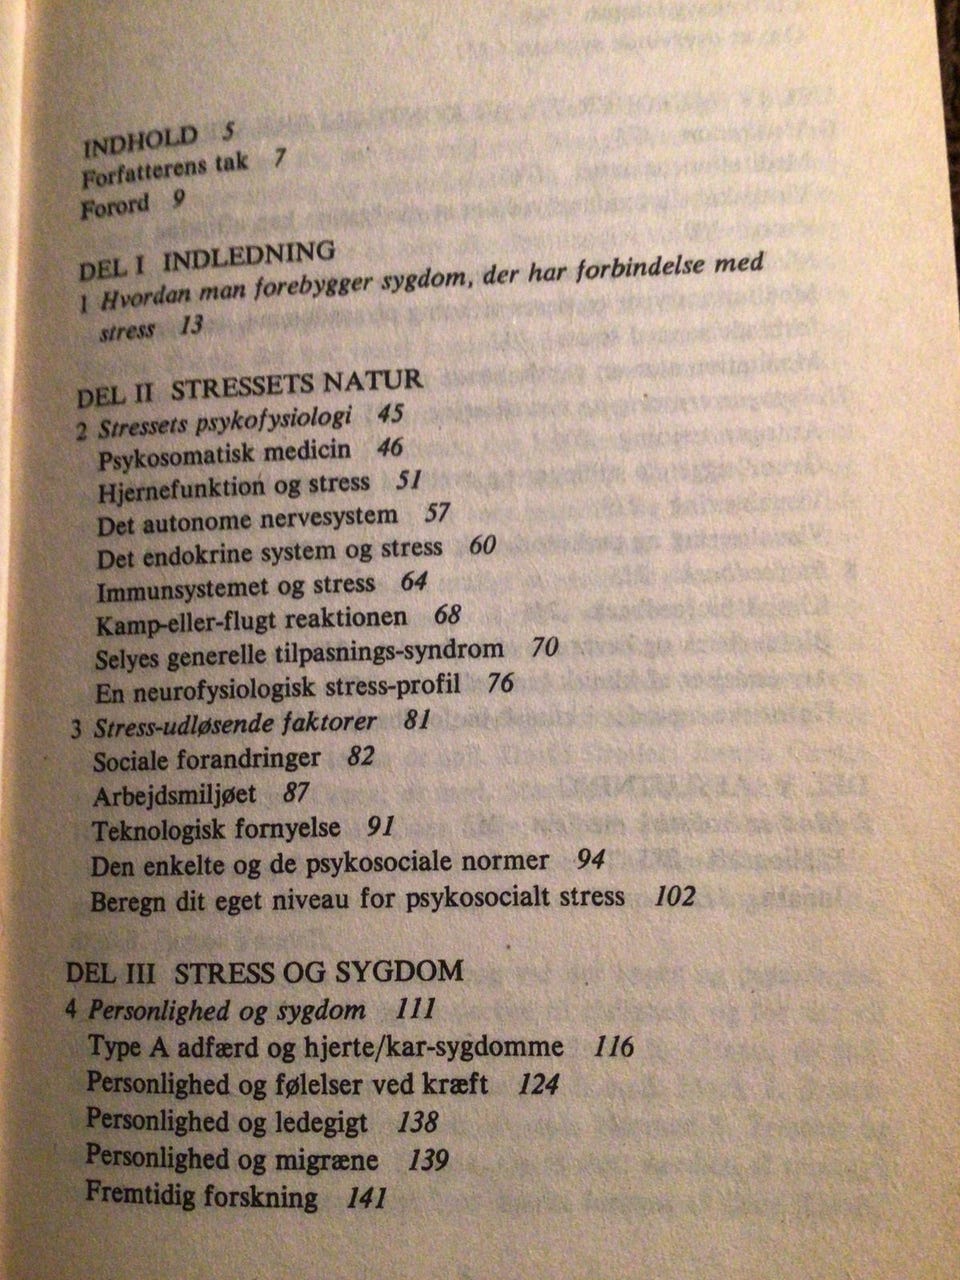 INDHOLD 5
Forfatterens tak 7
Forord 9
DEL I INDLEDNING
1 Hvordan man forebygger sygdom, der har forbindelse med
stress 13
DEL II STRESSETS NATUR
2 Stressets psykofysiologi 45
Psykosomatisk medicin 46
Hjernefunktion og stress 51
Det autonome nervesystem 57
Det endokrine system og stress 60
Immunsystemet og stress 64
Kamp-eller-flugt reaktionen 68
Selyes generelle tilpasnings-syndrom 70
En neurofysiologisk stress-profil 76
3 Stress-udløsende faktorer 81
Sociale forandringer 82
Arbejdsmiljøet 87
Teknologisk fornyelse 91
Den enkelte og de psykosociale normer 94
Beregn dit eget niveau for psykosocialt stress 102
DEL III STRESS OG SYGDOM
4 Personlighed og sygdom 111
Type A adfærd og hjerte/kar-sygdomme 116
Personlighed og følelser ved kræft 124
Personlighed og ledegigt 138
Personlighed og migræne 139
Fremtidig forskning 141